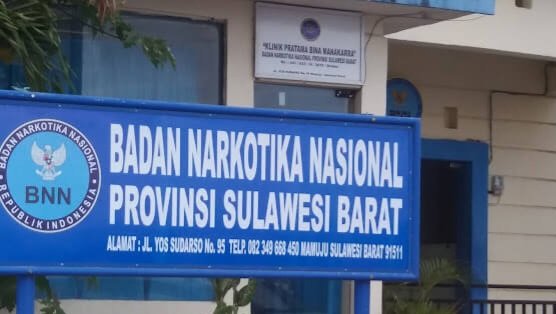 "KLINIK PRATAMA BINA MANAKARRA"
BADAN NARKOTIKA NASIONAL PROVINSI SULAWESI BARAT
BADAN NARKOTIKA NASIONAL
REPUBLIK INDONESIA
BNN
BADAN NARKOTIKA NASIONAL
PROVINSI SULAWESI BARAT
ALAMAT : JL. YOS SUDARSO No. 95 TELP. 082 349 668 450 MAMUJU SULAWESI BARAT 91511